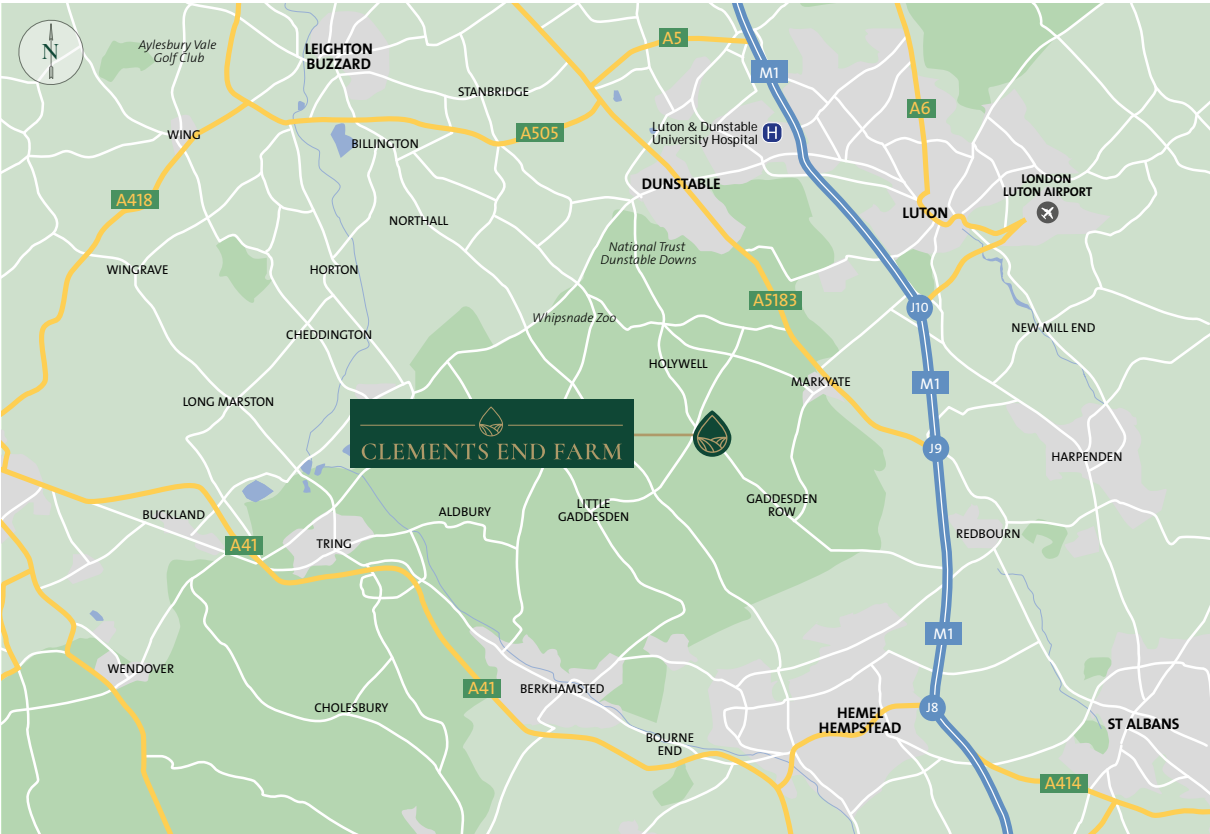 N
Aylesbury Vale
Golf Club
LEIGHTON
BUZZARD
A5
M1
STANBRIDGE
A6
WING
BILLINGTON
A505
Luton & Dunstable
University Hospital
H
DUNSTABLE
LONDON
LUTON AIRPORT
A418
LUTON
NORTHALL
National Trust
Dunstable Downs
WINGRAVE
HORTON
A5183
J10
Whipsnade Zoo
NEW MILL END
CHEDDINGTON
HOLYWELL
MARKYATE
M1
LONG MARSTON
CLEMENTS END FARM
J9
HARPENDEN
BUCKLAND
ALDBURY
LITTLE
GADDESDEN
GADDESDEN
ROW
A41
TRING
REDBOURN
M1
WENDOVER
A41
BERKHAMSTED
CHOLESBURY
J8
HEMEL
HEMPSTEAD
ST ALBANS
BOURNE
END
A414